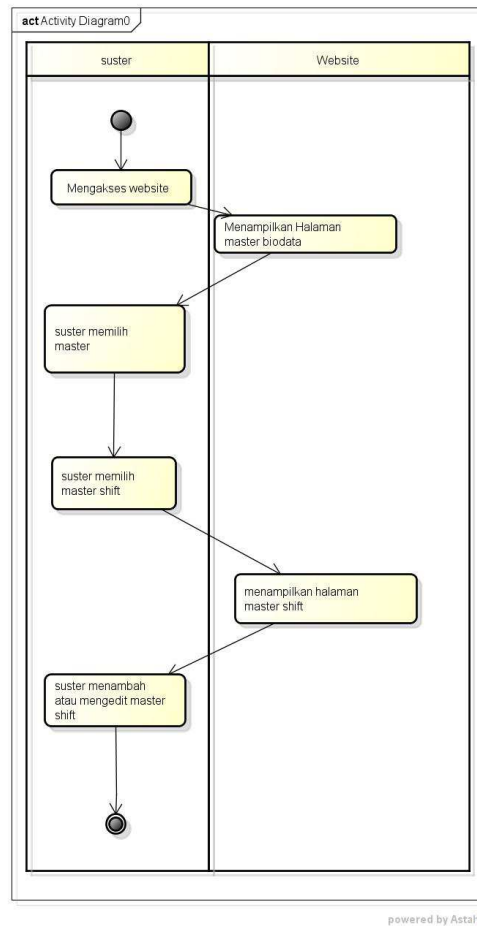 act Activity Diagram0
suster
Website
Mengakses website
Menampilkan Halaman
master biodata
suster memilih
master
suster memilih
master shift
menampilkan halaman
master shift
suster menambah
atau mengedit master
shift
powered by Astah